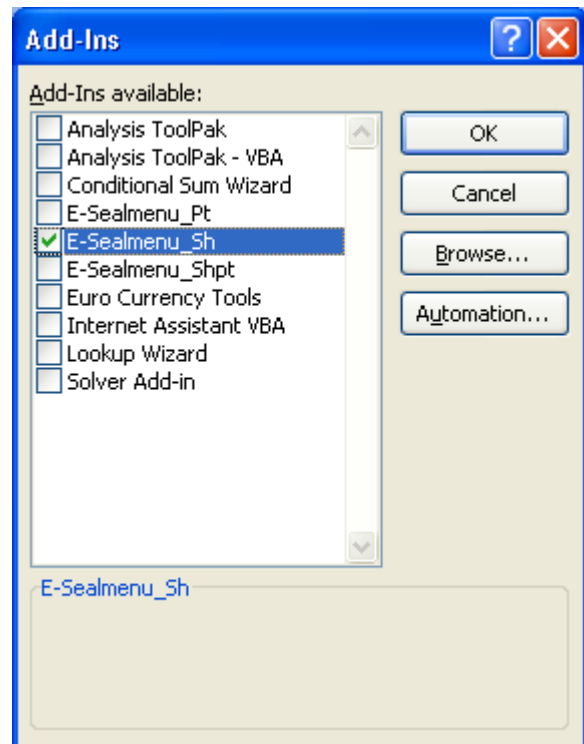 Add-Ins
Add-Ins available:
Analysis ToolPak
Analysis ToolPak - VBA
Conditional Sum Wizard
E-Sealmenu_Pt
E-Sealmenu_Sh
E-Sealmenu_Shpt
Euro Currency Tools
Internet Assistant VBA
Lookup Wizard
Solver Add-in
OK
Cancel
Browse...
Automation...
E-Sealmenu_Sh